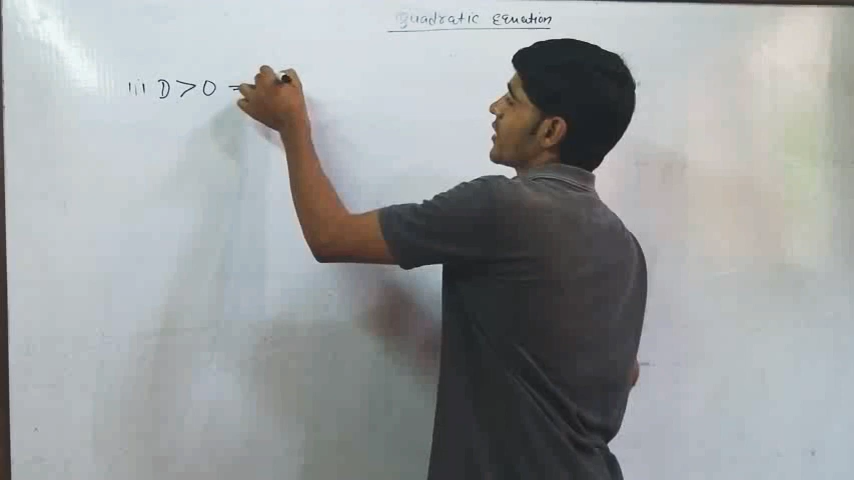 Quadratic Equation
iii D > 0 =